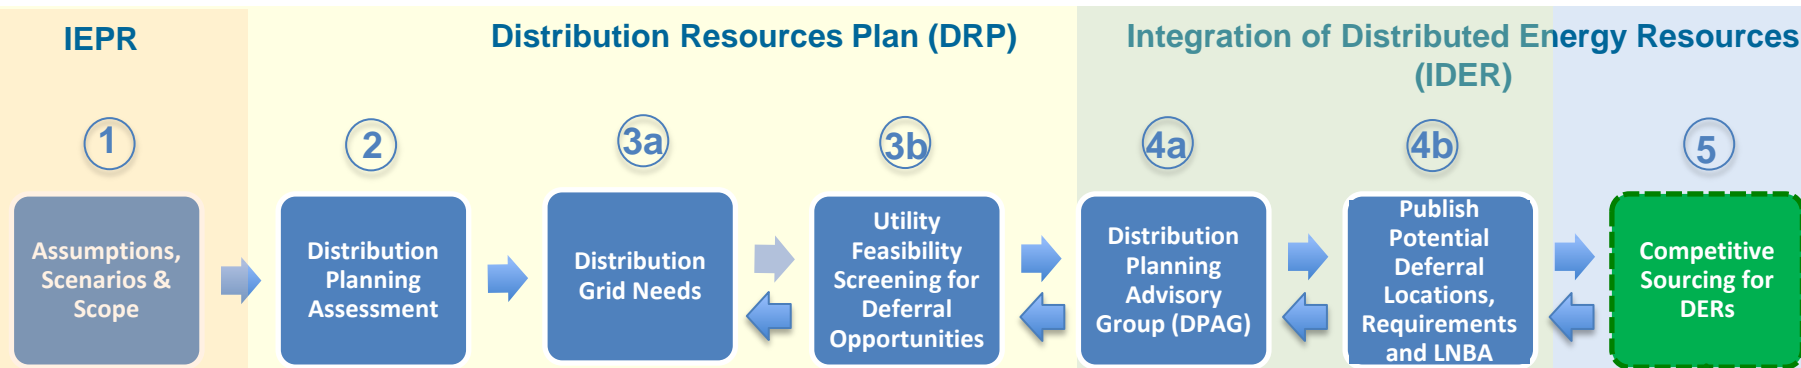 IEPR
Distribution Resources Plan (DRP)
Integration of Distributed Energy Resources
(IDER)
1
2
3a
3b
4a
4b
5
Assumptions,
Scenarios &
Scope
Distribution
Planning
Assessment
Distribution
Grid Needs
Utility
Feasibility
Screening for
Deferral
Opportunities
Distribution
Planning
Advisory
Group (DPAG)
Publish
Potential
Deferral
Locations,
Requirements
and LNBA
Competitive
Sourcing for
DERs